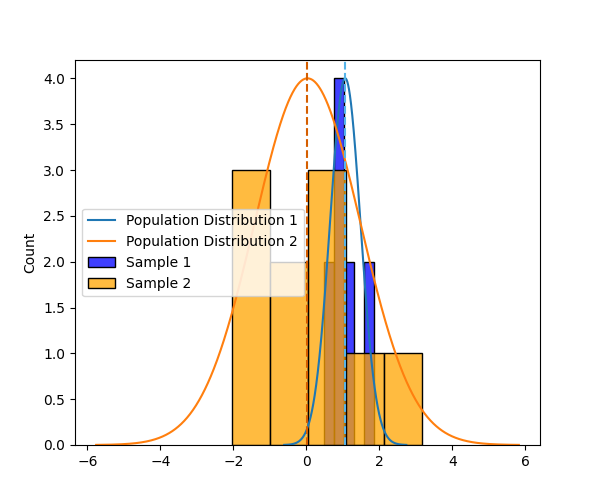 4.0
3.5
3.0
2.5
2.0
1.5
1.0
0.5
0.0
Count
Population Distribution 1
Population Distribution 2
Sample 1
Sample 2
−6 −4 −2 0 2 4 6